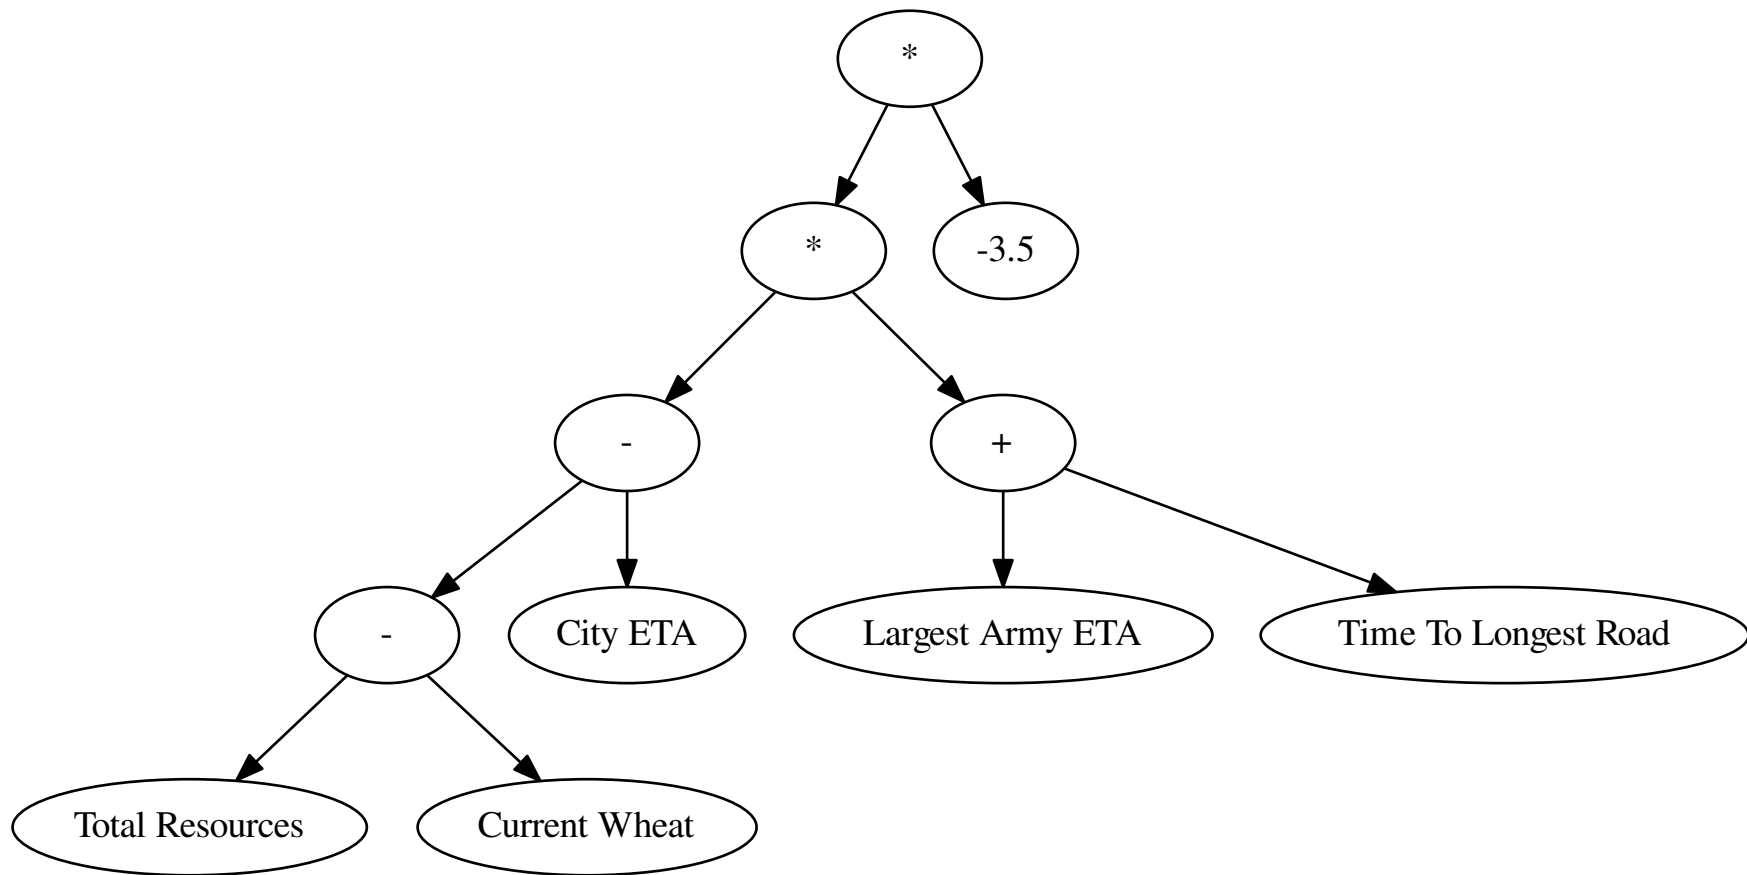 *
*
-3.5
-
+
-
City ETA
Largest Army ETA
Time To Longest Road
Total Resources
Current Wheat